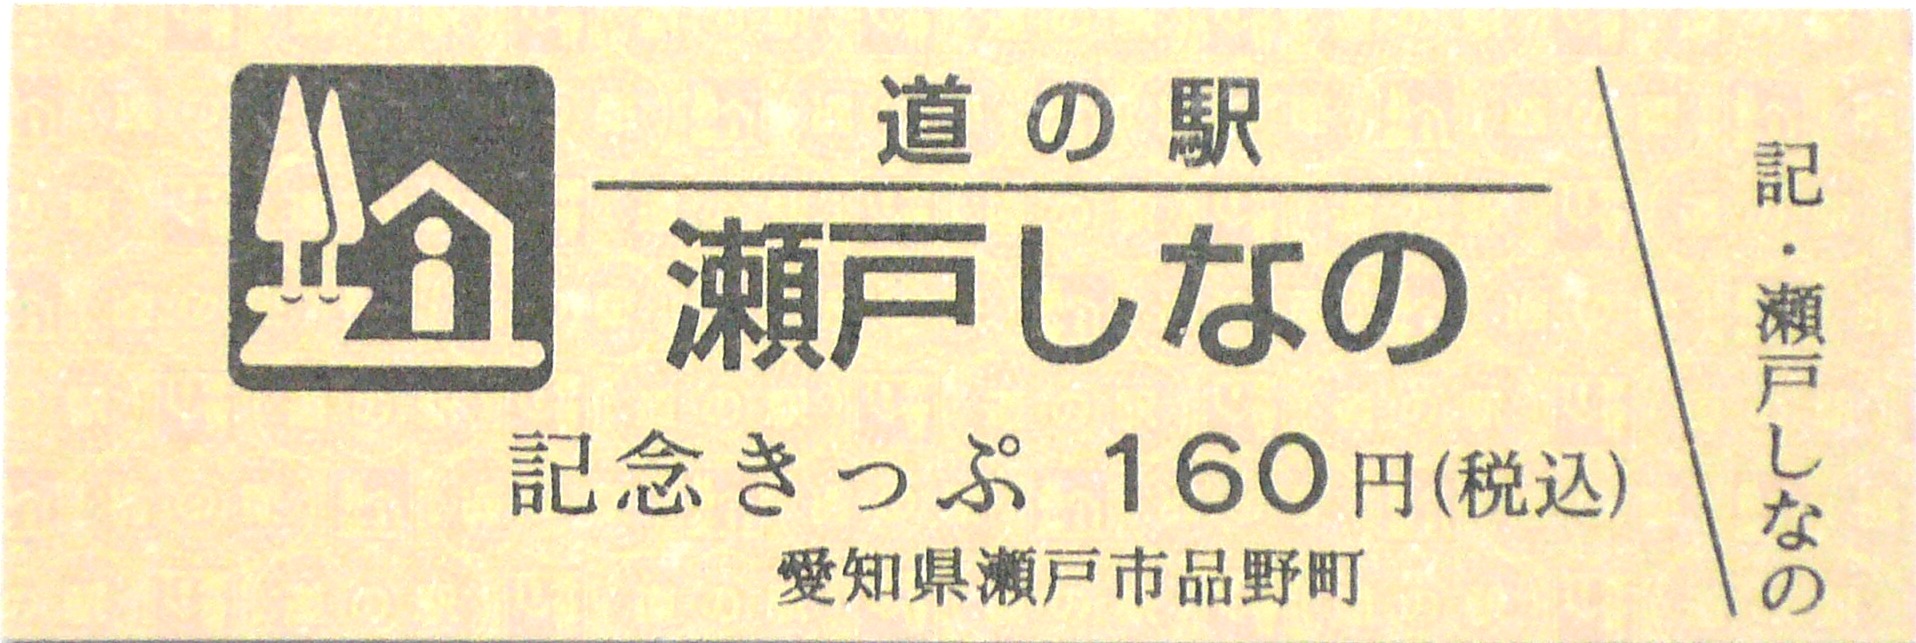 道の駅
瀬戸しなの
記念きっぷ 160円(税込)
愛知県瀬戸市品野町
記・瀬戸しなの